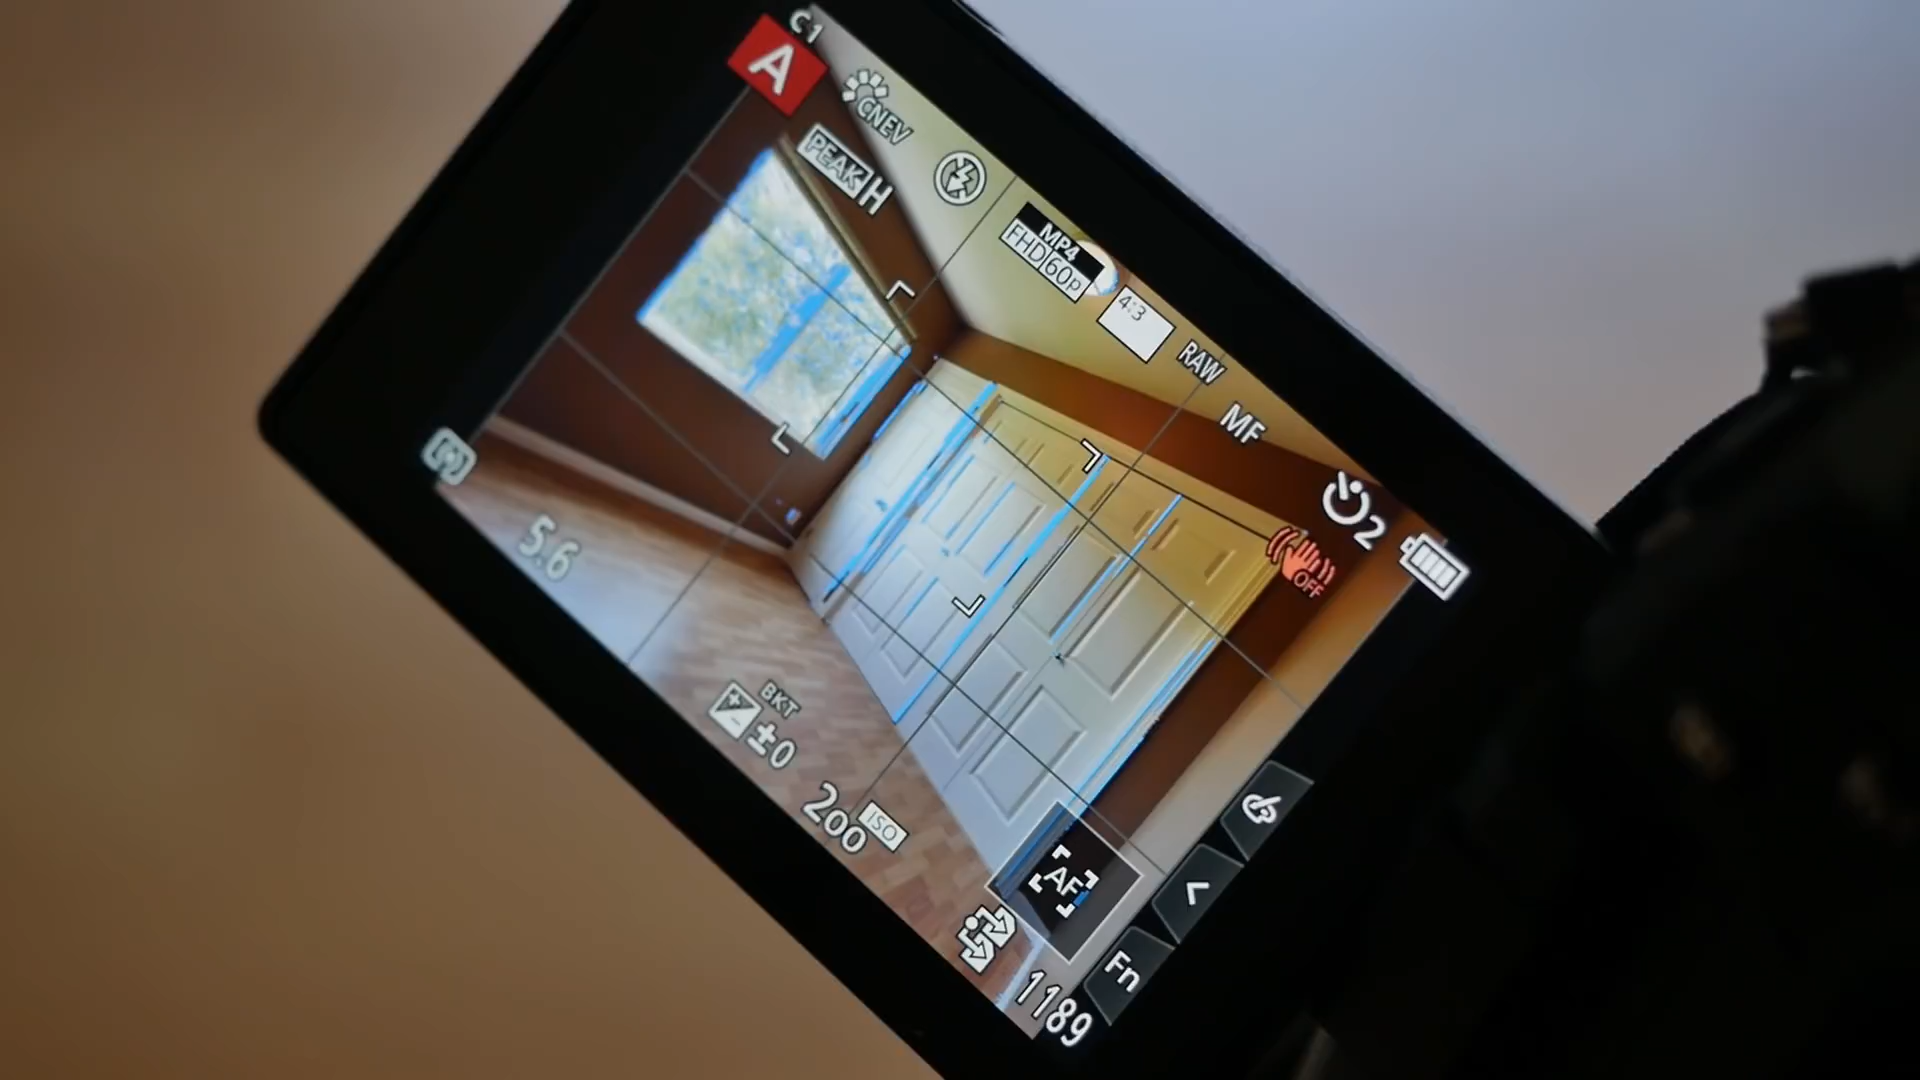 C1
A
CNEV
PEAK H
MP4
FHD 60p
4:3
RAW
MF
2
OFF
5.6
BKT
±0
200 ISO
AF
1189
<
Fn